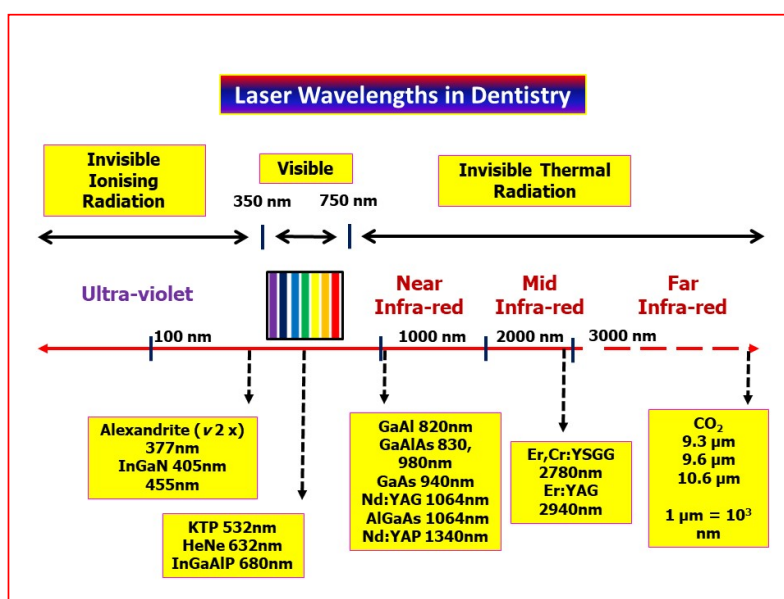 Laser Wavelengths in Dentistry
Invisible
Ionising
Radiation
Visible
Invisible Thermal
Radiation
350 nm
750 nm
Ultra-violet
Near
Infra-red
Mid
Infra-red
Far
Infra-red
100 nm
1000 nm
2000 nm
3000 nm
Alexandrite ( v 2 x)
377nm
InGaN 405nm
455nm
KTP 532nm
HeNe 632nm
InGaAlP 680nm
GaAl 820nm
GaAlAs 830,
980nm
GaAs 940nm
Nd:YAG 1064nm
AlGaAs 1064nm
Nd:YAP 1340nm
Er,Cr:YSGG
2780nm
Er:YAG
2940nm
CO₂
9.3 µm
9.6 µm
10.6 µm
1 µm = 10³
nm